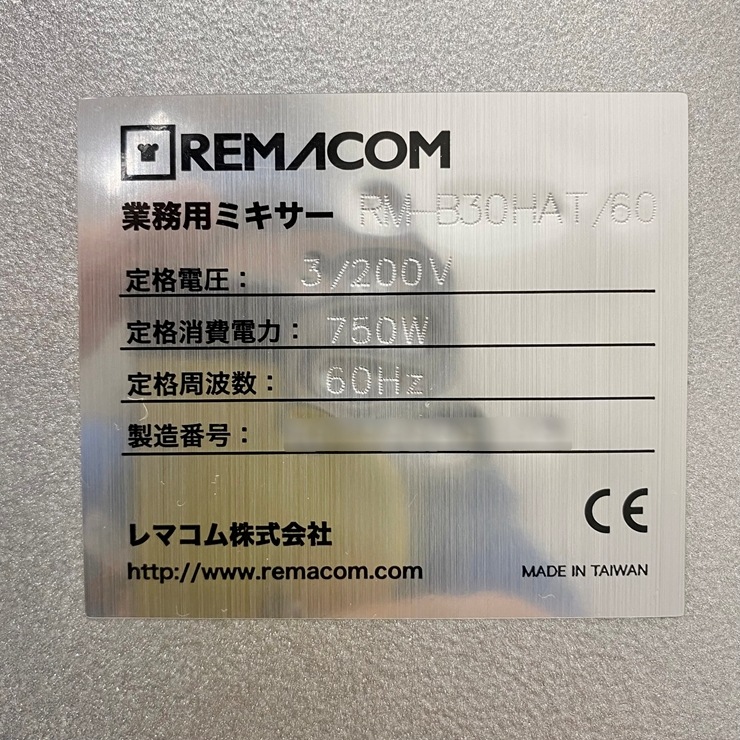 REMACOM
業務用ミキサー RM-B30HAT/60
定格電圧： 3/200V
定格消費電力： 750W
定格周波数： 60Hz
製造番号：
CE
レマコム株式会社
http://www.remacom.com
MADE IN TAIWAN